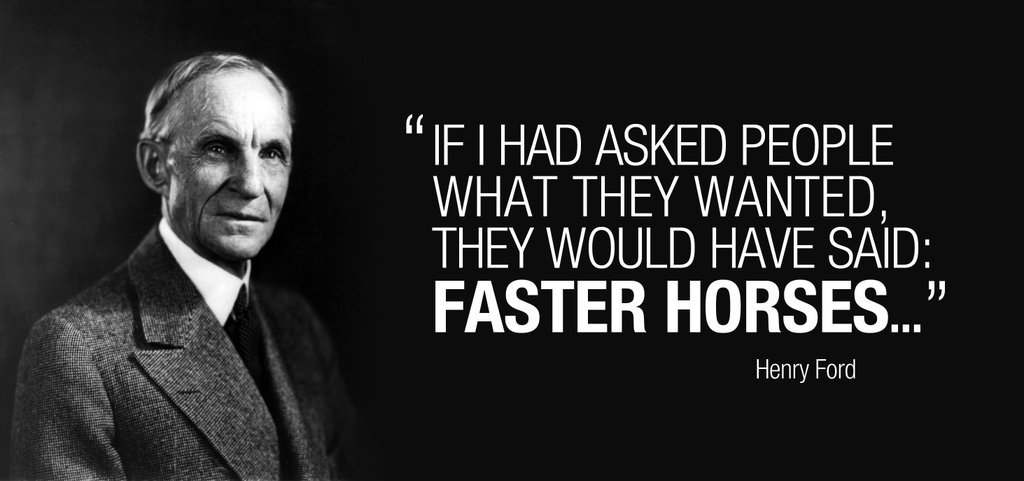 “IF I HAD ASKED PEOPLE
WHAT THEY WANTED,
THEY WOULD HAVE SAID:
FASTER HORSES...”
Henry Ford